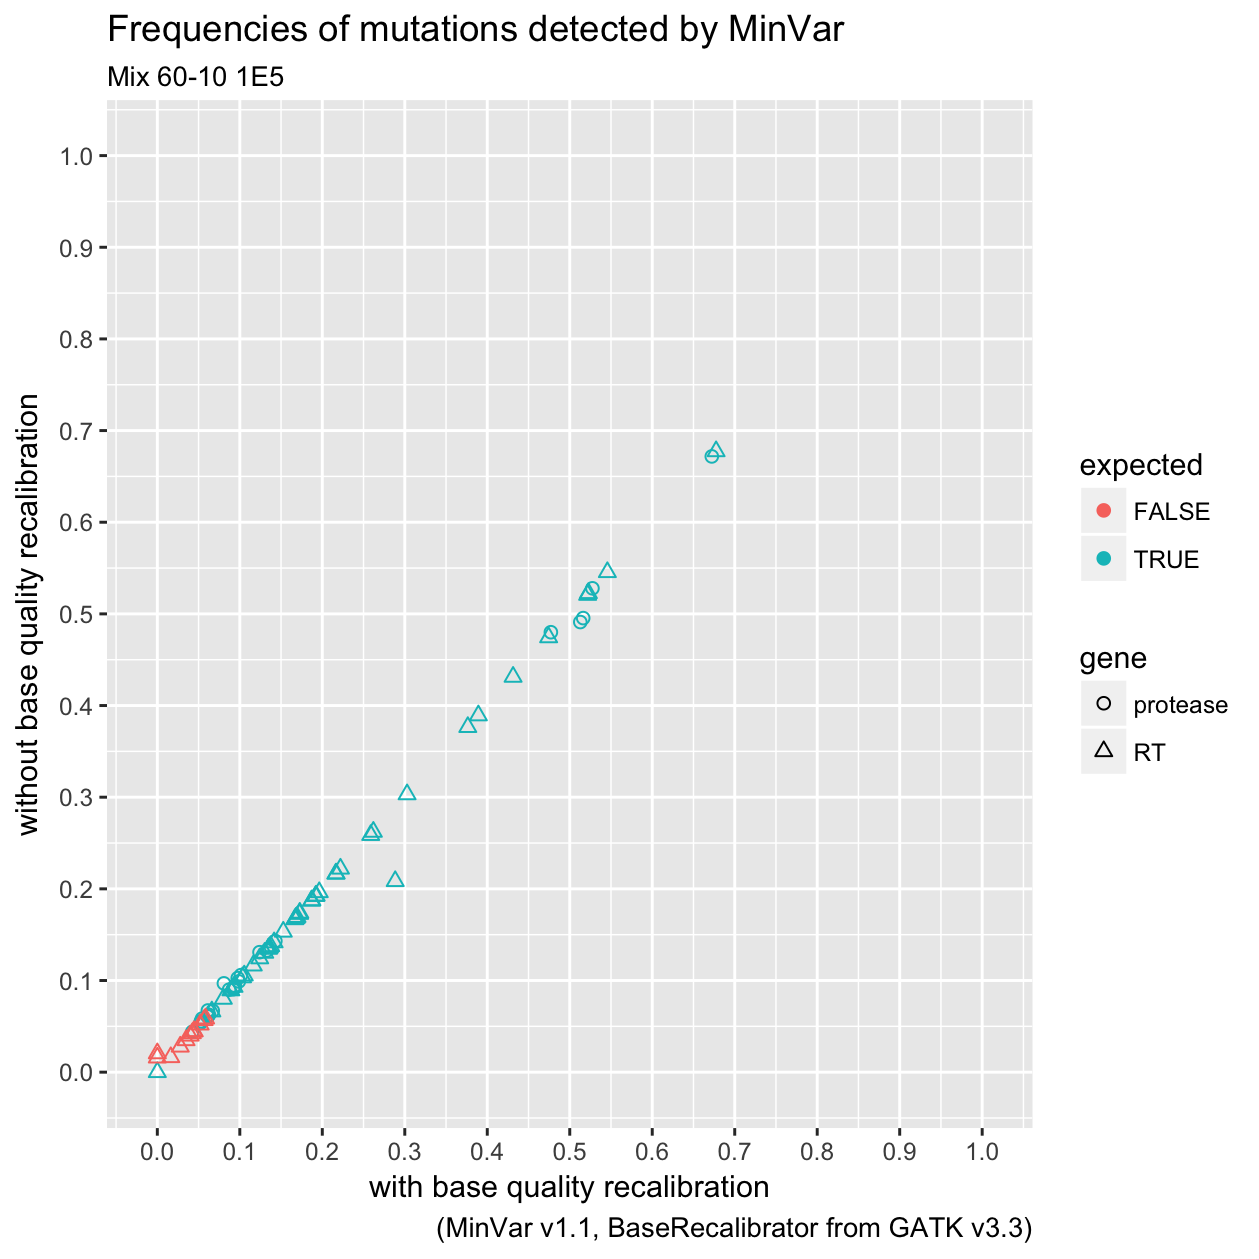 Frequencies of mutations detected by MinVar
Mix 60-10 1E5
without base quality recalibration
1.0
0.9
0.8
0.7
0.6
0.5
0.4
0.3
0.2
0.1
0.0
0.0 0.1 0.2 0.3 0.4 0.5 0.6 0.7 0.8 0.9 1.0
with base quality recalibration
(MinVar v1.1, BaseRecalibrator from GATK v3.3)
expected
FALSE
TRUE
gene
protease
RT